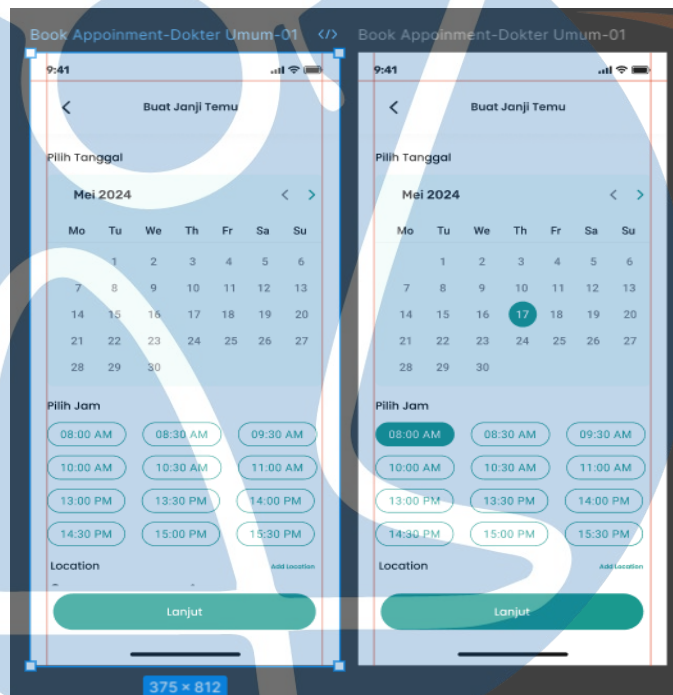 Book Appoinment-Dokter Umum-01 </>
9:41
Buat Janji Temu
Pilih Tanggal
Mei 2024
Mo Tu We Th Fr Sa Su
1 2 3 4 5 6
7 8 9 10 11 12 13
14 15 16 17 18 19 20
21 22 23 24 25 26 27
28 29 30
Pilih Jam
08:00 AM 08:30 AM 09:30 AM
10:00 AM 10:30 AM 11:00 AM
13:00 PM 13:30 PM 14:00 PM
14:30 PM 15:00 PM 15:30 PM
Location Add Location
Lanjut
375 × 812
Book Appoinment-Dokter Umum-01
9:41
Buat Janji Temu
Pilih Tanggal
Mei 2024
Mo Tu We Th Fr Sa Su
1 2 3 4 5 6
7 8 9 10 11 12 13
14 15 16 17 18 19 20
21 22 23 24 25 26 27
28 29 30
Pilih Jam
08:00 AM 08:30 AM 09:30 AM
10:00 AM 10:30 AM 11:00 AM
13:00 PM 13:30 PM 14:00 PM
14:30 PM 15:00 PM 15:30 PM
Location Add Location
Lanjut